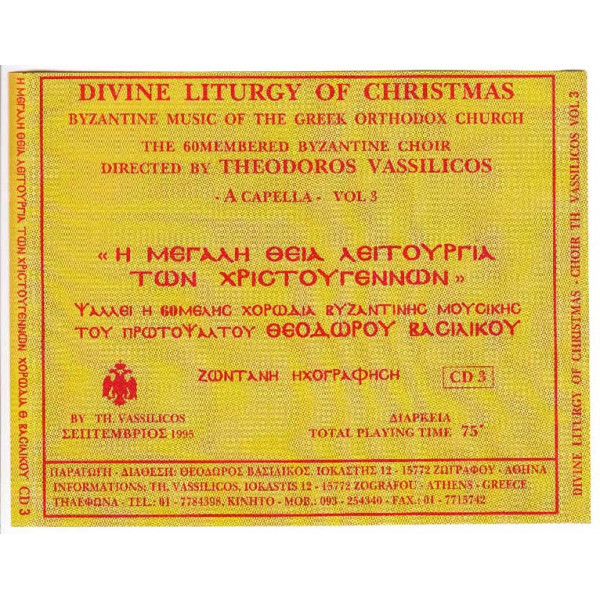 DIVINE LITURGY OF CHRISTMAS
BYZANTINE MUSIC OF THE GREEK ORTHODOX CHURCH
THE 60MEMBERED BYZANTINE CHOIR
DIRECTED BY THEODOROS VASSILICOS
- A CAPELLA - VOL 3
« Η ΜΕΓΑΛΗ ΘΕΙΑ ΛΕΙΤΟΥΡΓΙΑ
ΤΩΝ ΧΡΙΣΤΟΥΓΕΝΝΩΝ »
ΨΑΛΛΕΙ Η 60ΜΕΛΗΣ ΧΟΡΩΔΙΑ ΒΥΖΑΝΤΙΝΗΣ ΜΟΥΣΙΚΗΣ
ΤΟΥ ΠΡΩΤΟΨΑΛΤΟΥ ΘΕΟΔΩΡΟΥ ΒΑΣΙΛΙΚΟΥ
ΖΩΝΤΑΝΗ ΗΧΟΓΡΑΦΗΣΗ
CD 3
BY TH. VASSILICOS
ΣΕΠΤΕΜΒΡΙΟΣ 1995
ΔΙΑΡΚΕΙΑ
TOTAL PLAYING TIME 75"
ΠΑΡΑΓΩΓΗ - ΔΙΑΘΕΣΗ: ΘΕΟΔΩΡΟΣ ΒΑΣΙΛΙΚΟΣ. ΙΟΚΑΣΤΗΣ 12 - 15772 ΖΩΓΡΑΦΟΥ - ΑΘΗΝΑ
INFORMATIONS: TH. VASSILICOS, IOKASTIS 12 - 15772 ZOGRAFOU - ATHENS - GREECE
ΤΗΛΕΦΩΝΑ - TEL.: 01 - 7784398, ΚΙΝΗΤΟ - MOB.: 093 - 254340 - FAX.: 01 - 7715742
Η ΜΕΓΑΛΗ ΘΕΙΑ ΛΕΙΤΟΥΡΓΙΑ ΤΩΝ ΧΡΙΣΤΟΥΓΕΝΝΩΝ ΧΟΡΩΔΙΑ Θ. ΒΑΣΙΛΙΚΟΥ CD 3
DIVINE LITURGY OF CHRISTMAS - CHOIR TH VASSILICOS VOL 3